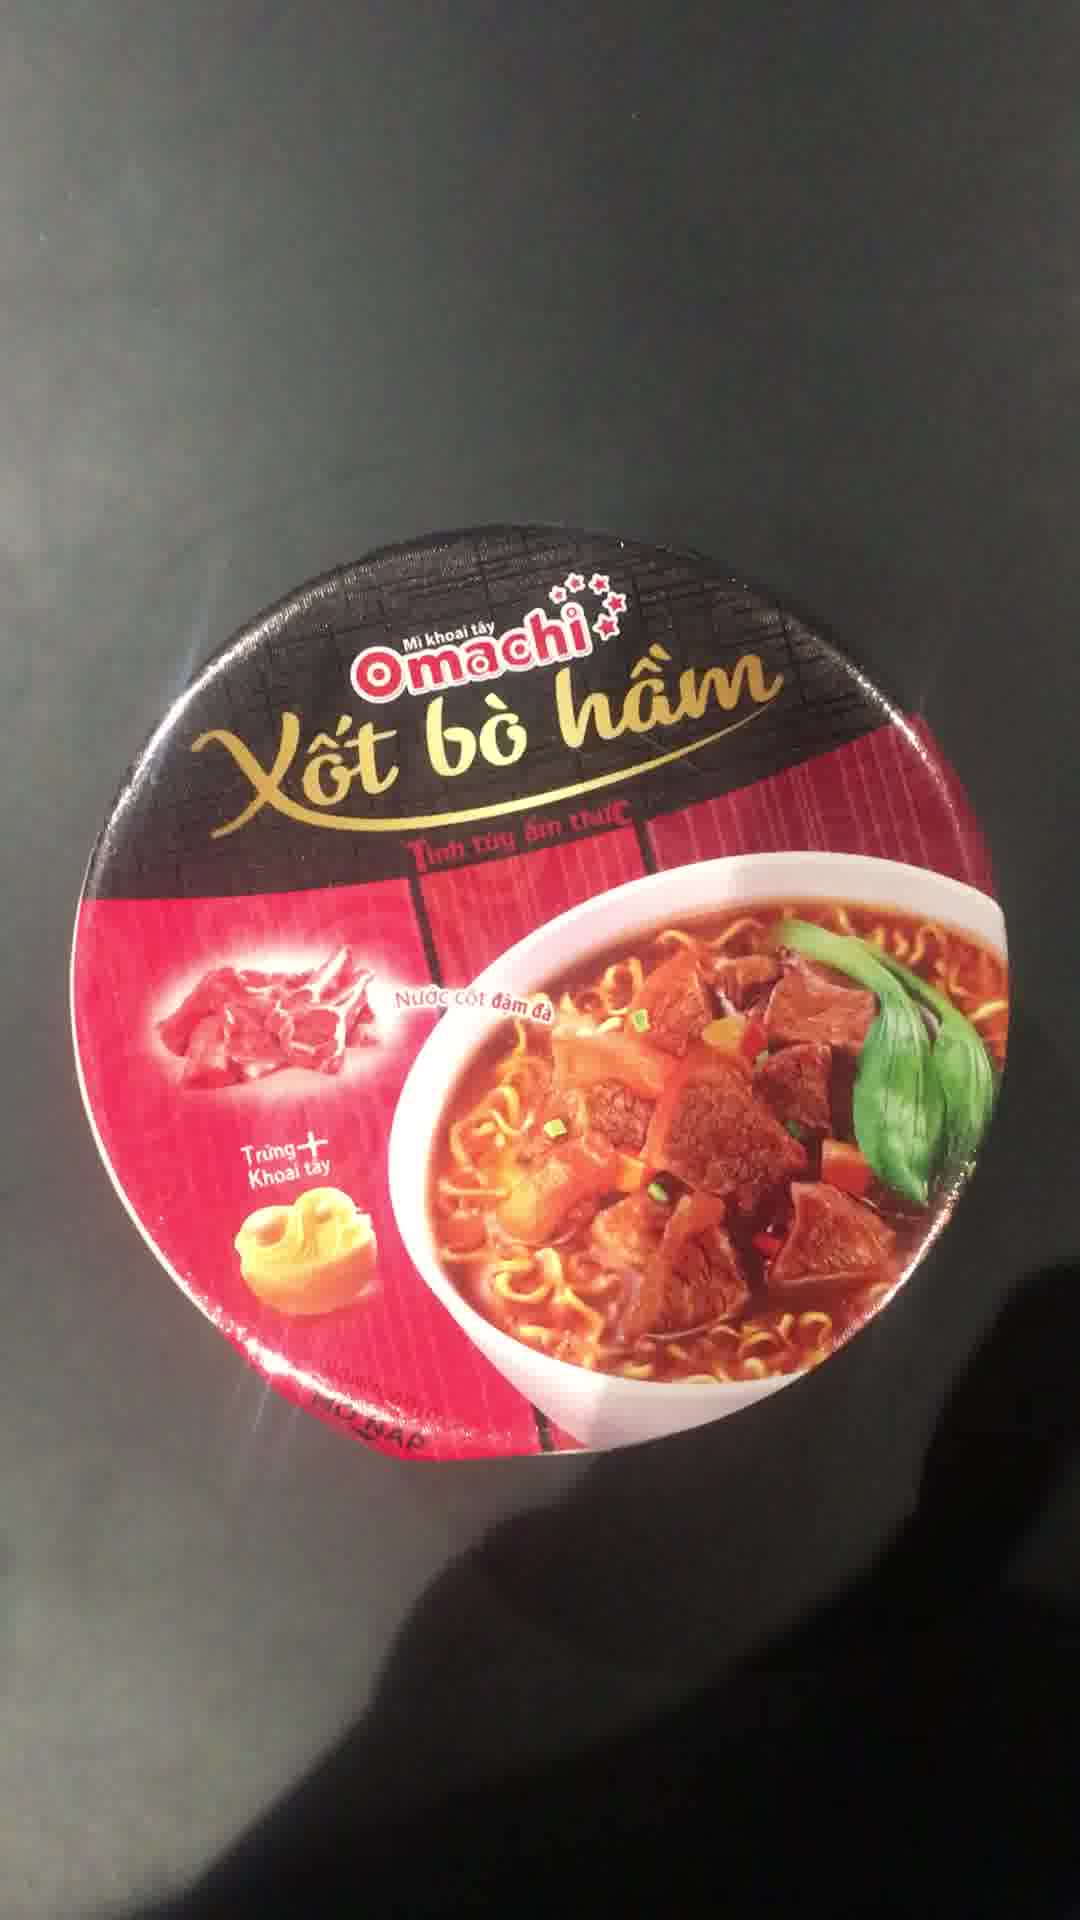 Mì khoai tây
Omachi
Xốt bò hầm
Tinh túy ẩm thực
Nước cốt đậm đà
Trứng+
Khoai tây